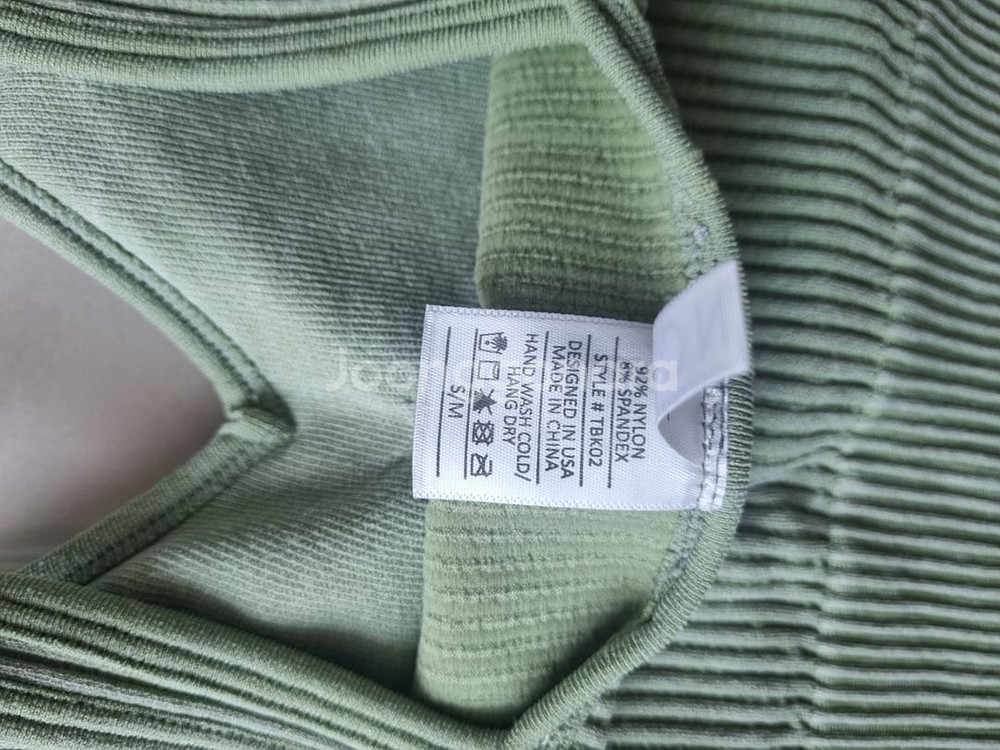 92% NYLON
8% SPANDEX
STYLE # TBK02
DESIGNED IN USA
MADE IN CHINA
HAND WASH COLD/
HANG DRY
S/M